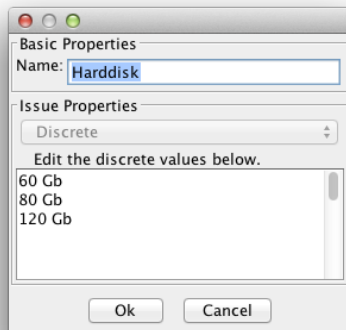 Basic Properties
Name: Harddisk
Issue Properties
Discrete
Edit the discrete values below.
60 Gb
80 Gb
120 Gb
Ok Cancel